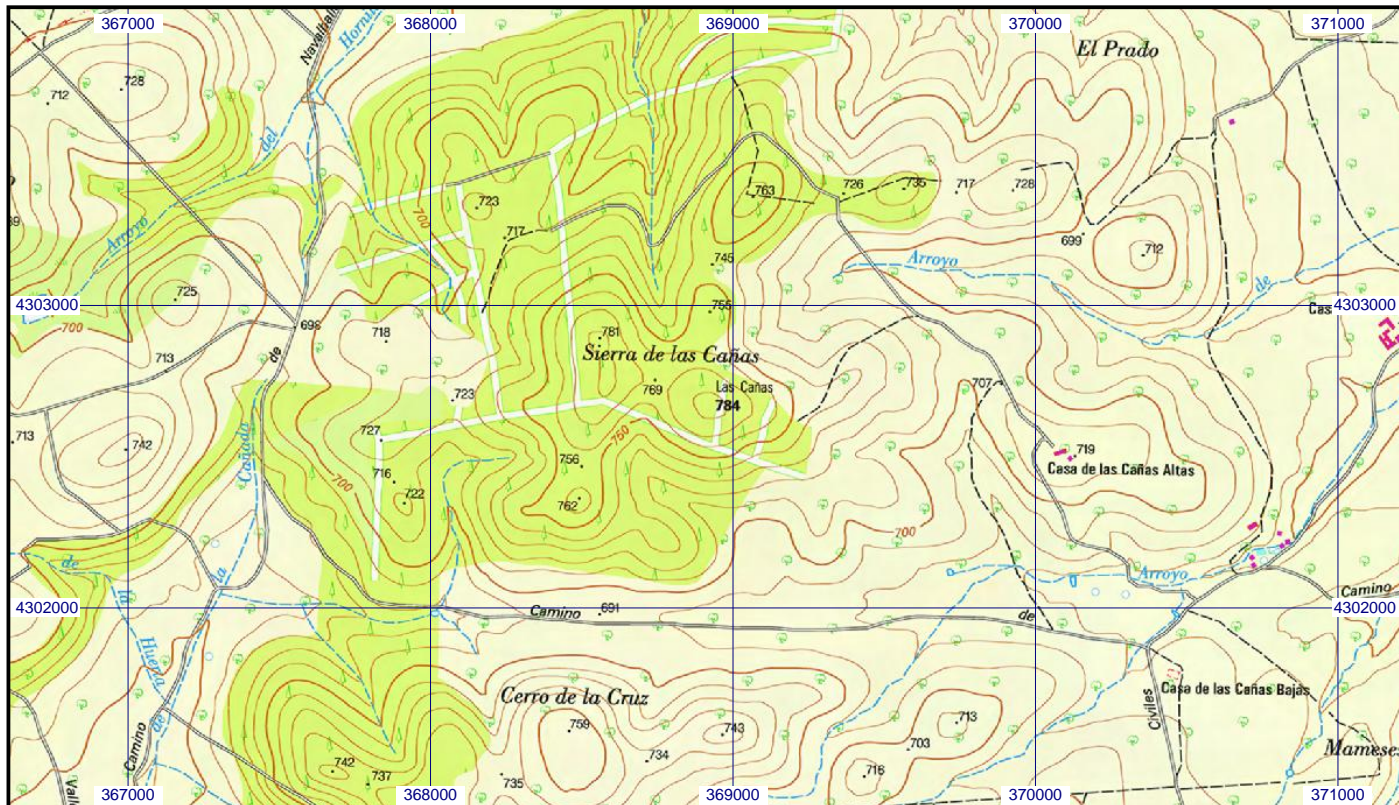 367000
368000
369000
370000
371000
El Prado
Hornill
728
712
del
Arroyo
723
717
700
763
726
735
717
728
699
712
745
Arroyo
de
725
4303000
4303000
700
698
718
755
781
Sierra de las Cañas
769
Las Cañas
784
713
de
723
707
713
742
Cañada
727
716
722
700
750
756
762
719
Casa de las Cañas Altas
700
de
la
la
Arroyo
Camino
4302000
4302000
Camino
691
de
Huerta
de
Camino
Cerro de la Cruz
759
743
734
735
742
737
713
703
716
Casa de las Cañas Bajas
Civiles
367000
368000
369000
370000
371000